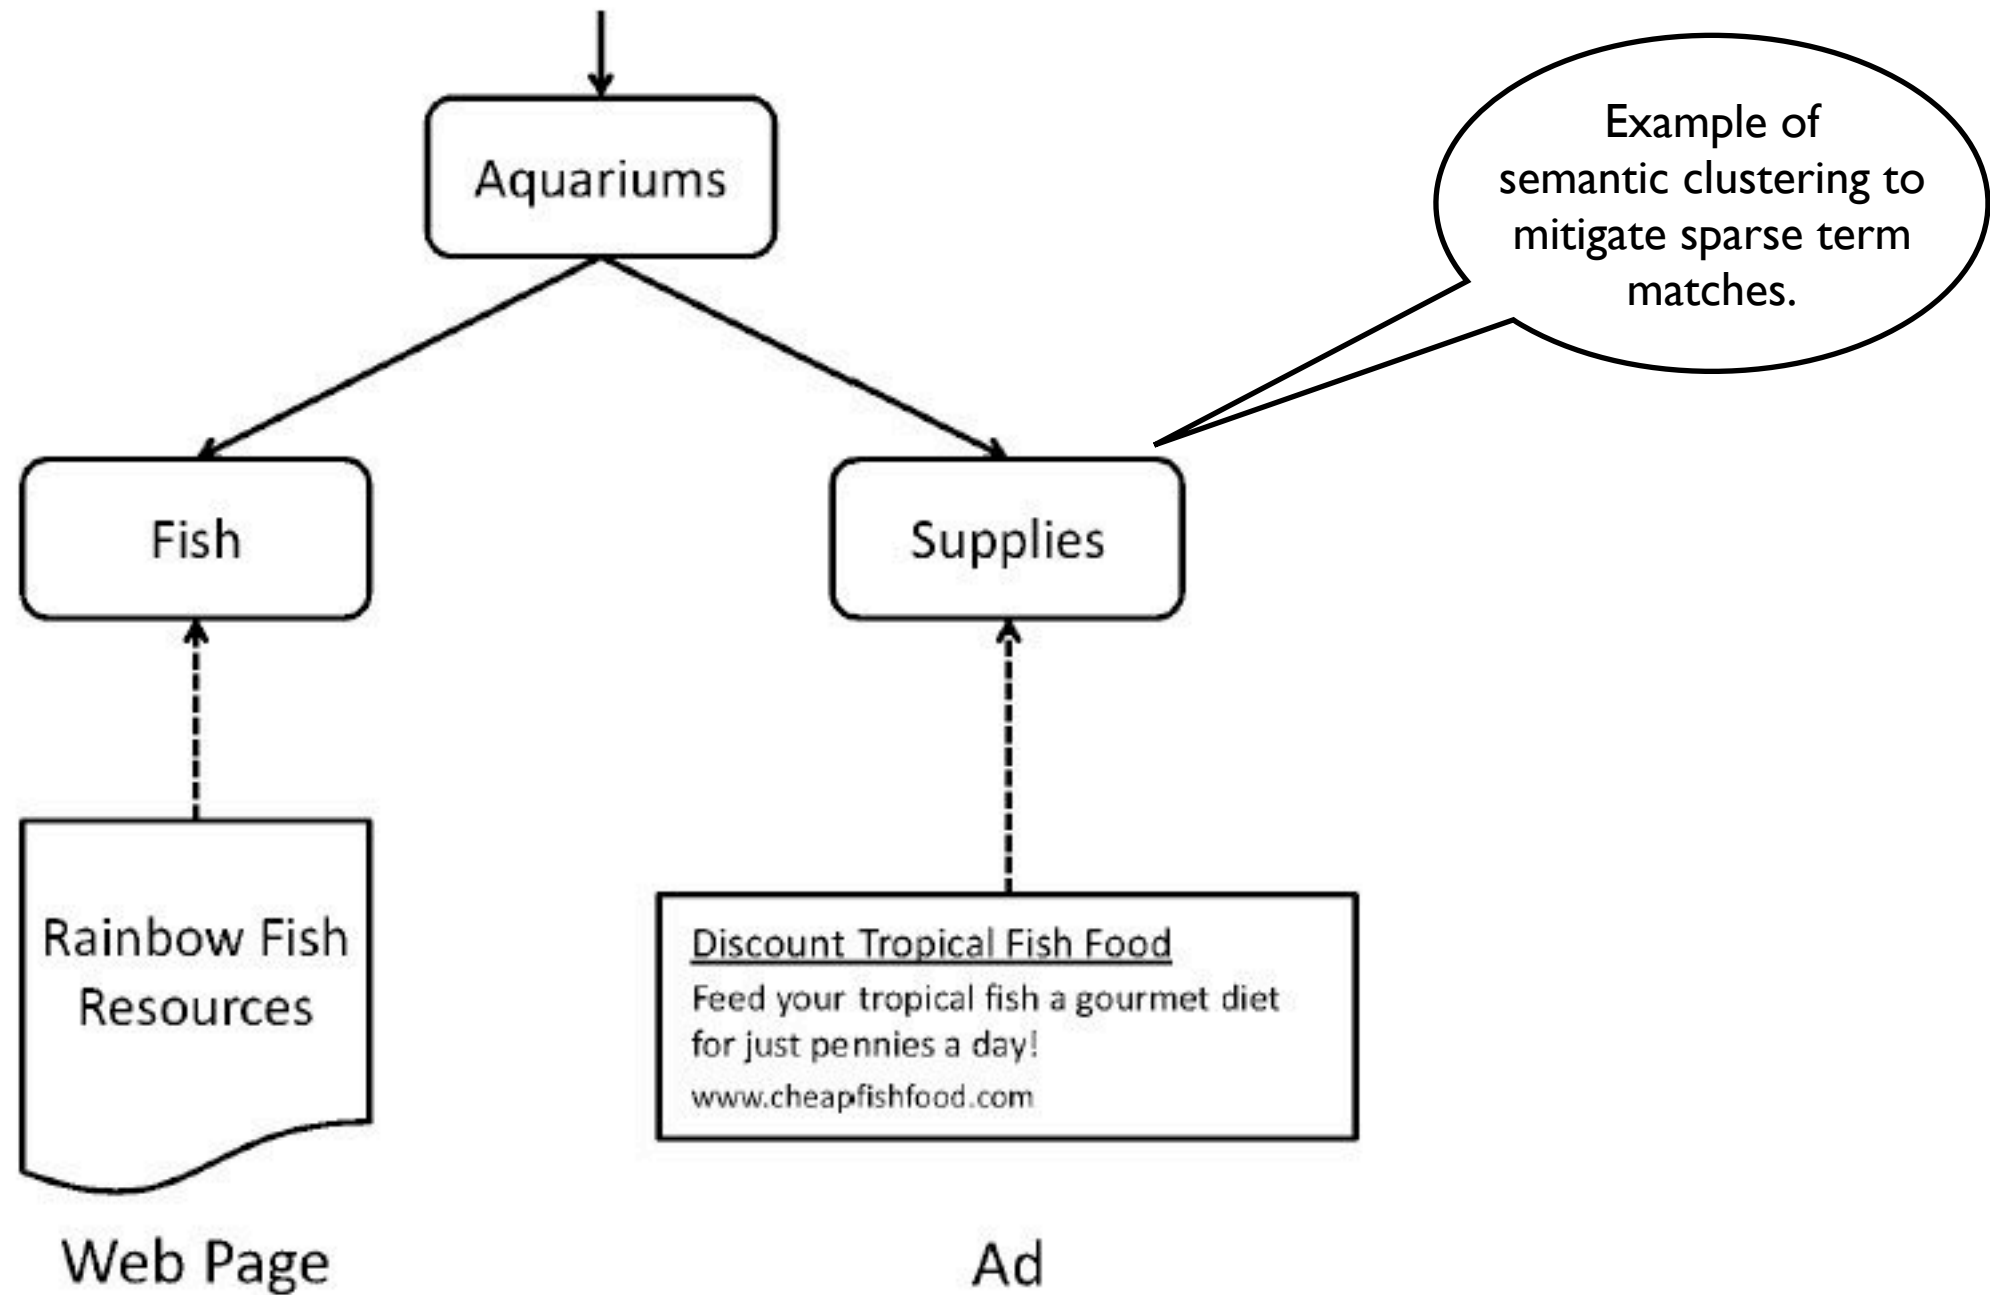 Aquariums
Example of
semantic clustering to
mitigate sparse term
matches.
Fish
Supplies
Rainbow Fish
Resources
Discount Tropical Fish Food
Feed your tropical fish a gourmet diet
for just pennies a day!
www.cheapfishfood.com
Web Page
Ad